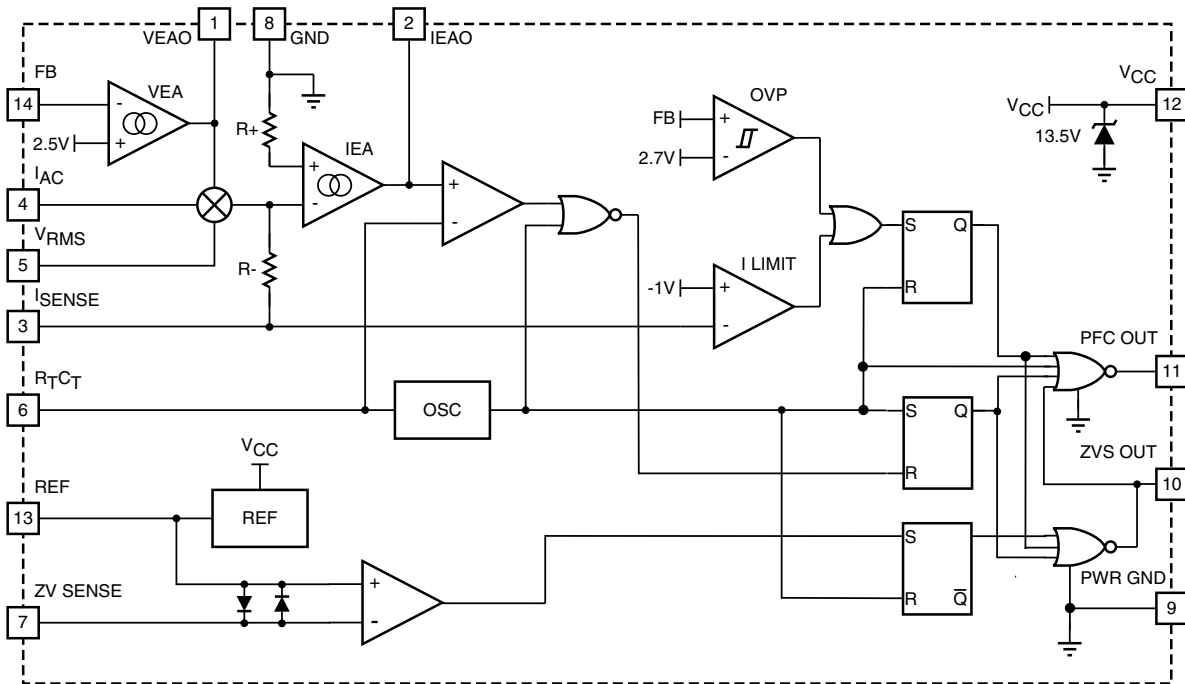 1
8
2
VEAO
GND
IEAO
FB
14
VEA
-
+
2.5V
R+
IEA
+
-
IAC
4
VRMS
5
R-
ISENSE
3
+
-
OVP
FB
+
2.7V
-
I LIMIT
-1V
+
-
VCC
12
VCC
13.5V
S
Q
R
PFC OUT
11
RTCT
6
OSC
S
Q
R
ZVS OUT
10
VCC
REF
13
REF
ZV SENSE
7
+
-
S
R
Q
PWR GND
9